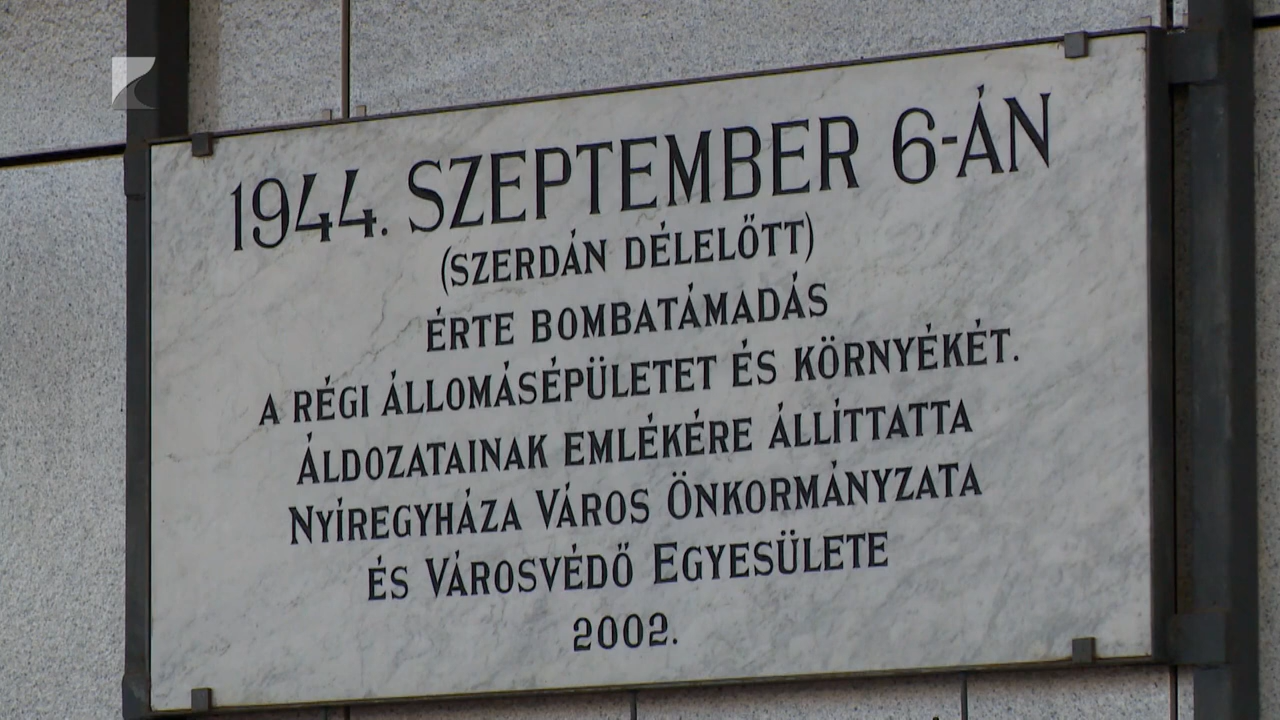 1944. SZEPTEMBER 6-ÁN
(SZERDÁN DÉLELŐTT)
ÉRTE BOMBATÁMADÁS
A RÉGI ÁLLOMÁSÉPÜLETET ÉS KÖRNYÉKÉT.
ÁLDOZATAINAK EMLÉKÉRE ÁLLÍTTATTA
NYÍREGYHÁZA VÁROS ÖNKORMÁNYZATA
ÉS VÁROSVÉDŐ EGYESÜLETE
2002.